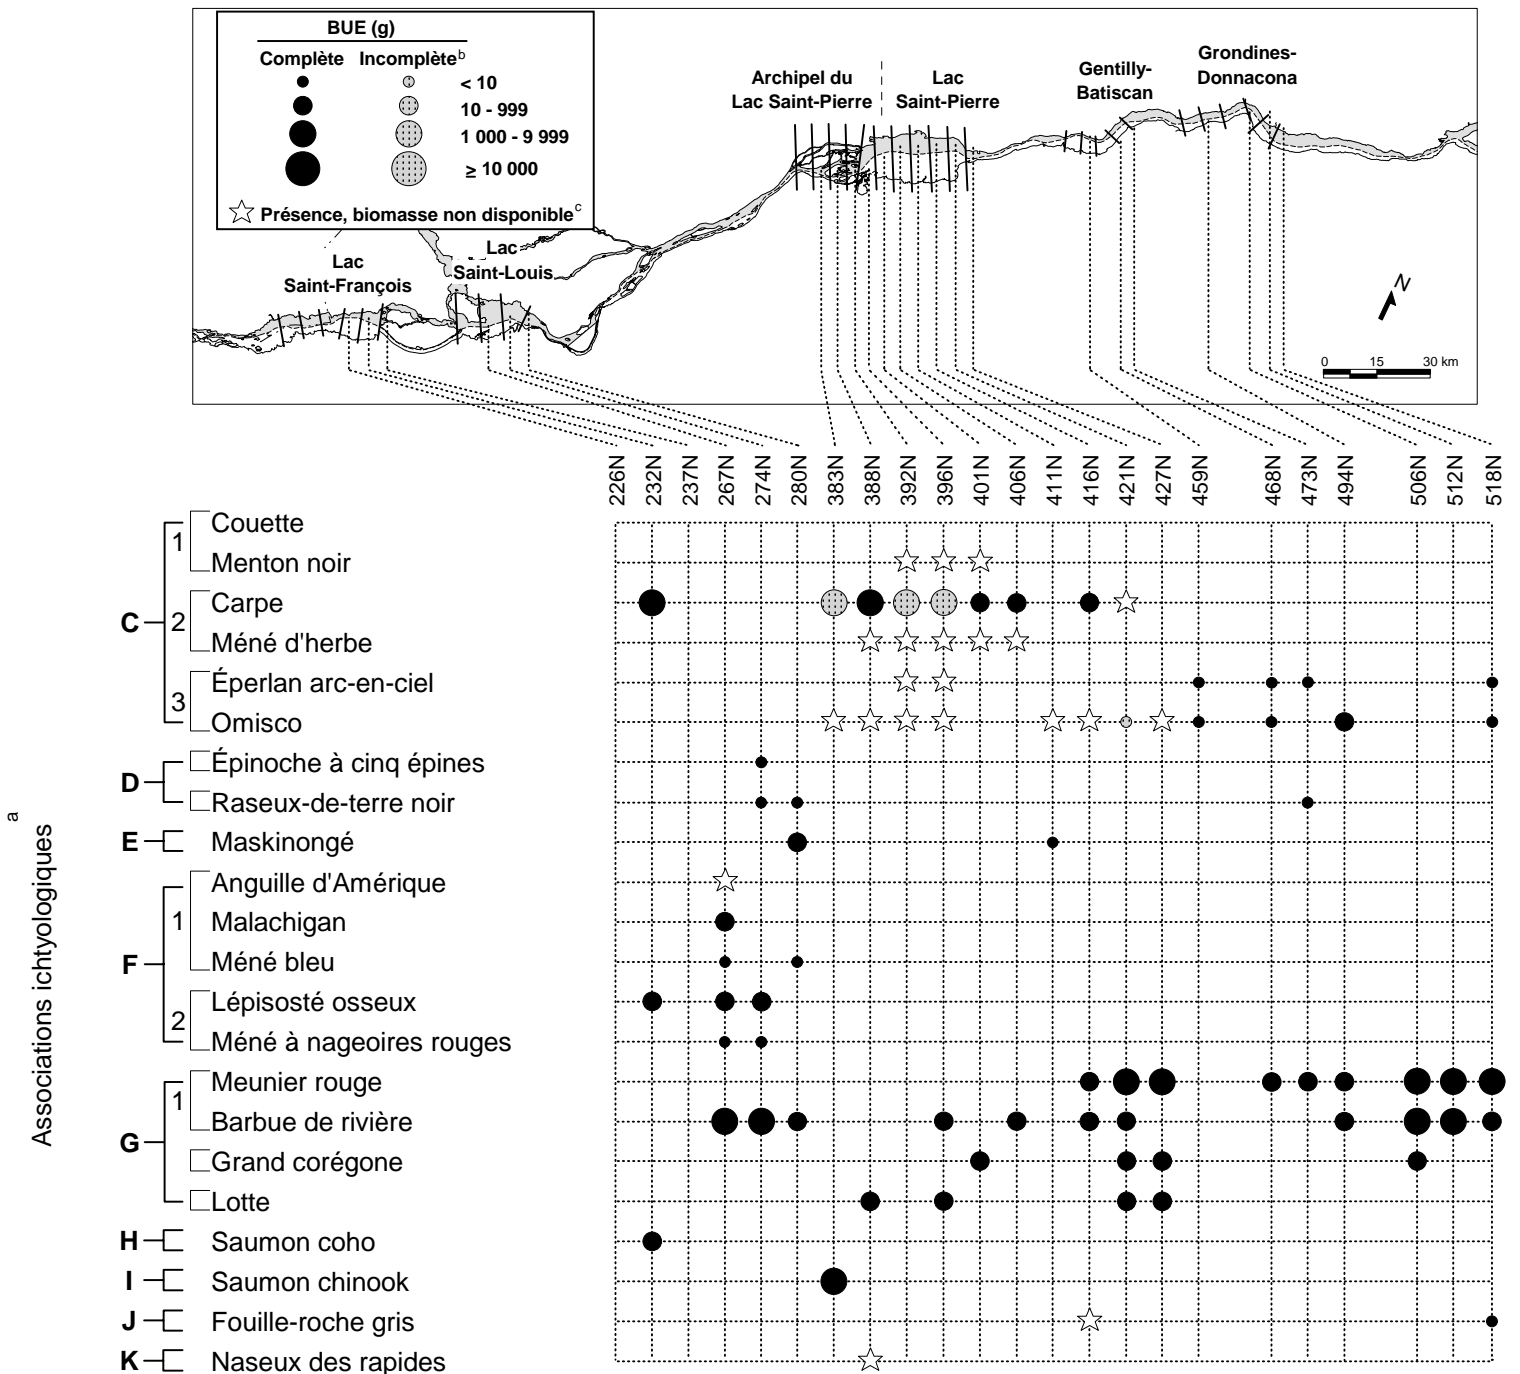 BUE (g)
Complète Incomplète b
< 10
10 - 999
1 000 - 9 999
≥ 10 000
Présence, biomasse non disponible c
Lac
Saint-François
Lac
Saint-Louis
Archipel du
Lac Saint-Pierre
Lac
Saint-Pierre
Gentilly-
Batiscan
Grondines-
Donnacona
N
0 15 30 km
226N 232N 237N 267N 274N 280N 383N 388N 392N 396N 401N 406N 411N 416N 421N 427N 459N 468N 473N 494N 506N 512N 518N
Associations ichtyologiques a
C
1
Couette
Menton noir
2
Carpe
Méné d'herbe
3
Éperlan arc-en-ciel
Omisco
D
Épinoche à cinq épines
Raseux-de-terre noir
E
Maskinongé
F
1
Anguille d'Amérique
Malachigan
Méné bleu
2
Lépisosté osseux
Méné à nageoires rouges
G
1
Meunier rouge
Barbue de rivière
Grand corégone
Lotte
H
Saumon coho
I
Saumon chinook
J
Fouille-roche gris
K
Naseux des rapides